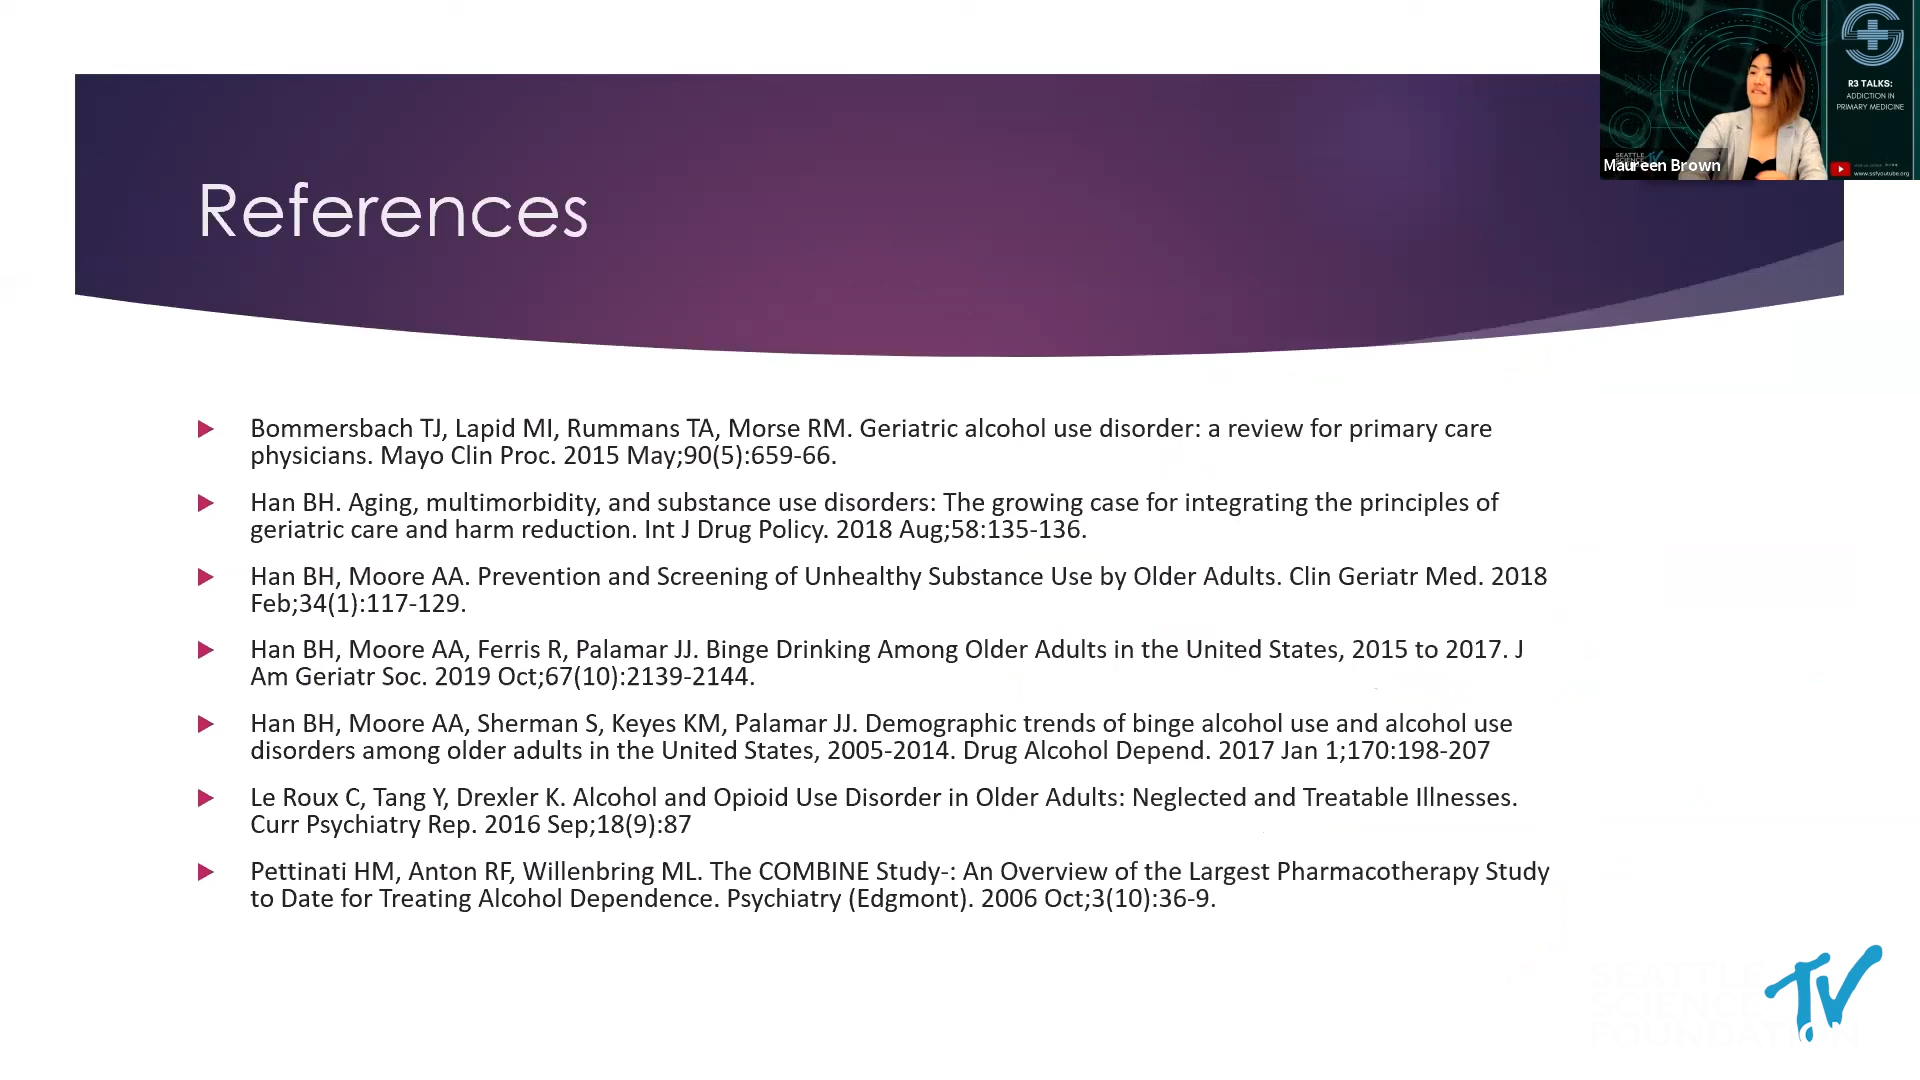 R3 TALKS:
ADDICTION IN
PRIMARY MEDICINE
Maureen Brown
www.ssfyoutube.org
References
Bommersbach TJ, Lapid MI, Rummans TA, Morse RM. Geriatric alcohol use disorder: a review for primary care
physicians. Mayo Clin Proc. 2015 May;90(5):659-66.
Han BH. Aging, multimorbidity, and substance use disorders: The growing case for integrating the principles of
geriatric care and harm reduction. Int J Drug Policy. 2018 Aug;58:135-136.
Han BH, Moore AA. Prevention and Screening of Unhealthy Substance Use by Older Adults. Clin Geriatr Med. 2018
Feb;34(1):117-129.
Han BH, Moore AA, Ferris R, Palamar JJ. Binge Drinking Among Older Adults in the United States, 2015 to 2017. J
Am Geriatr Soc. 2019 Oct;67(10):2139-2144.
Han BH, Moore AA, Sherman S, Keyes KM, Palamar JJ. Demographic trends of binge alcohol use and alcohol use
disorders among older adults in the United States, 2005-2014. Drug Alcohol Depend. 2017 Jan 1;170:198-207
Le Roux C, Tang Y, Drexler K. Alcohol and Opioid Use Disorder in Older Adults: Neglected and Treatable Illnesses.
Curr Psychiatry Rep. 2016 Sep;18(9):87
Pettinati HM, Anton RF, Willenbring ML. The COMBINE Study-: An Overview of the Largest Pharmacotherapy Study
to Date for Treating Alcohol Dependence. Psychiatry (Edgmont). 2006 Oct;3(10):36-9.
SEATTLE
SCIENCE
FOUNDATION
TV